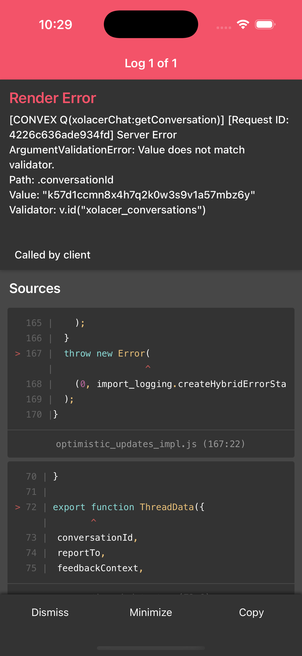 10:29
Log 1 of 1
Render Error
[CONVEX Q(xolacerChat:getConversation)] [Request ID:
4226c636ade934fd] Server Error
ArgumentValidationError: Value does not match
validator.
Path: .conversationId
Value: "k57d1ccmn8x4h7q2k0w3s9v1a57mbz6y"
Validator: v.id("xolacer_conversations")
Called by client
Sources
165 | );
166 | }
> 167 | throw new Error(
| ^
168 | (0, import_logging.createHybridErrorSta
169 | );
170 |}
optimistic_updates_impl.js (167:22)
70 | }
71 |
> 72 | export function ThreadData({
| ^
73 | conversationId,
74 | reportTo,
75 | feedbackContext,
Dismiss Minimize Copy